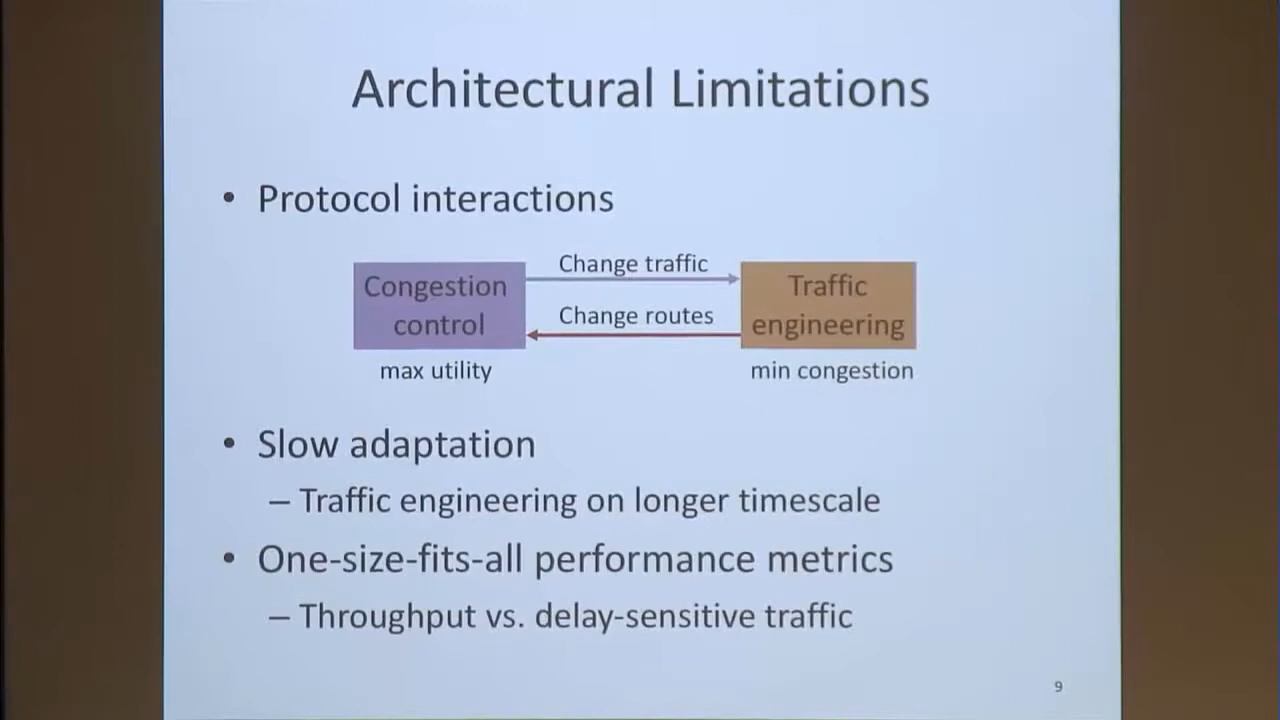 Architectural Limitations
• Protocol interactions
Change traffic
Congestion
control
Traffic
engineering
Change routes
max utility
min congestion
• Slow adaptation
– Traffic engineering on longer timescale
• One-size-fits-all performance metrics
– Throughput vs. delay-sensitive traffic
9